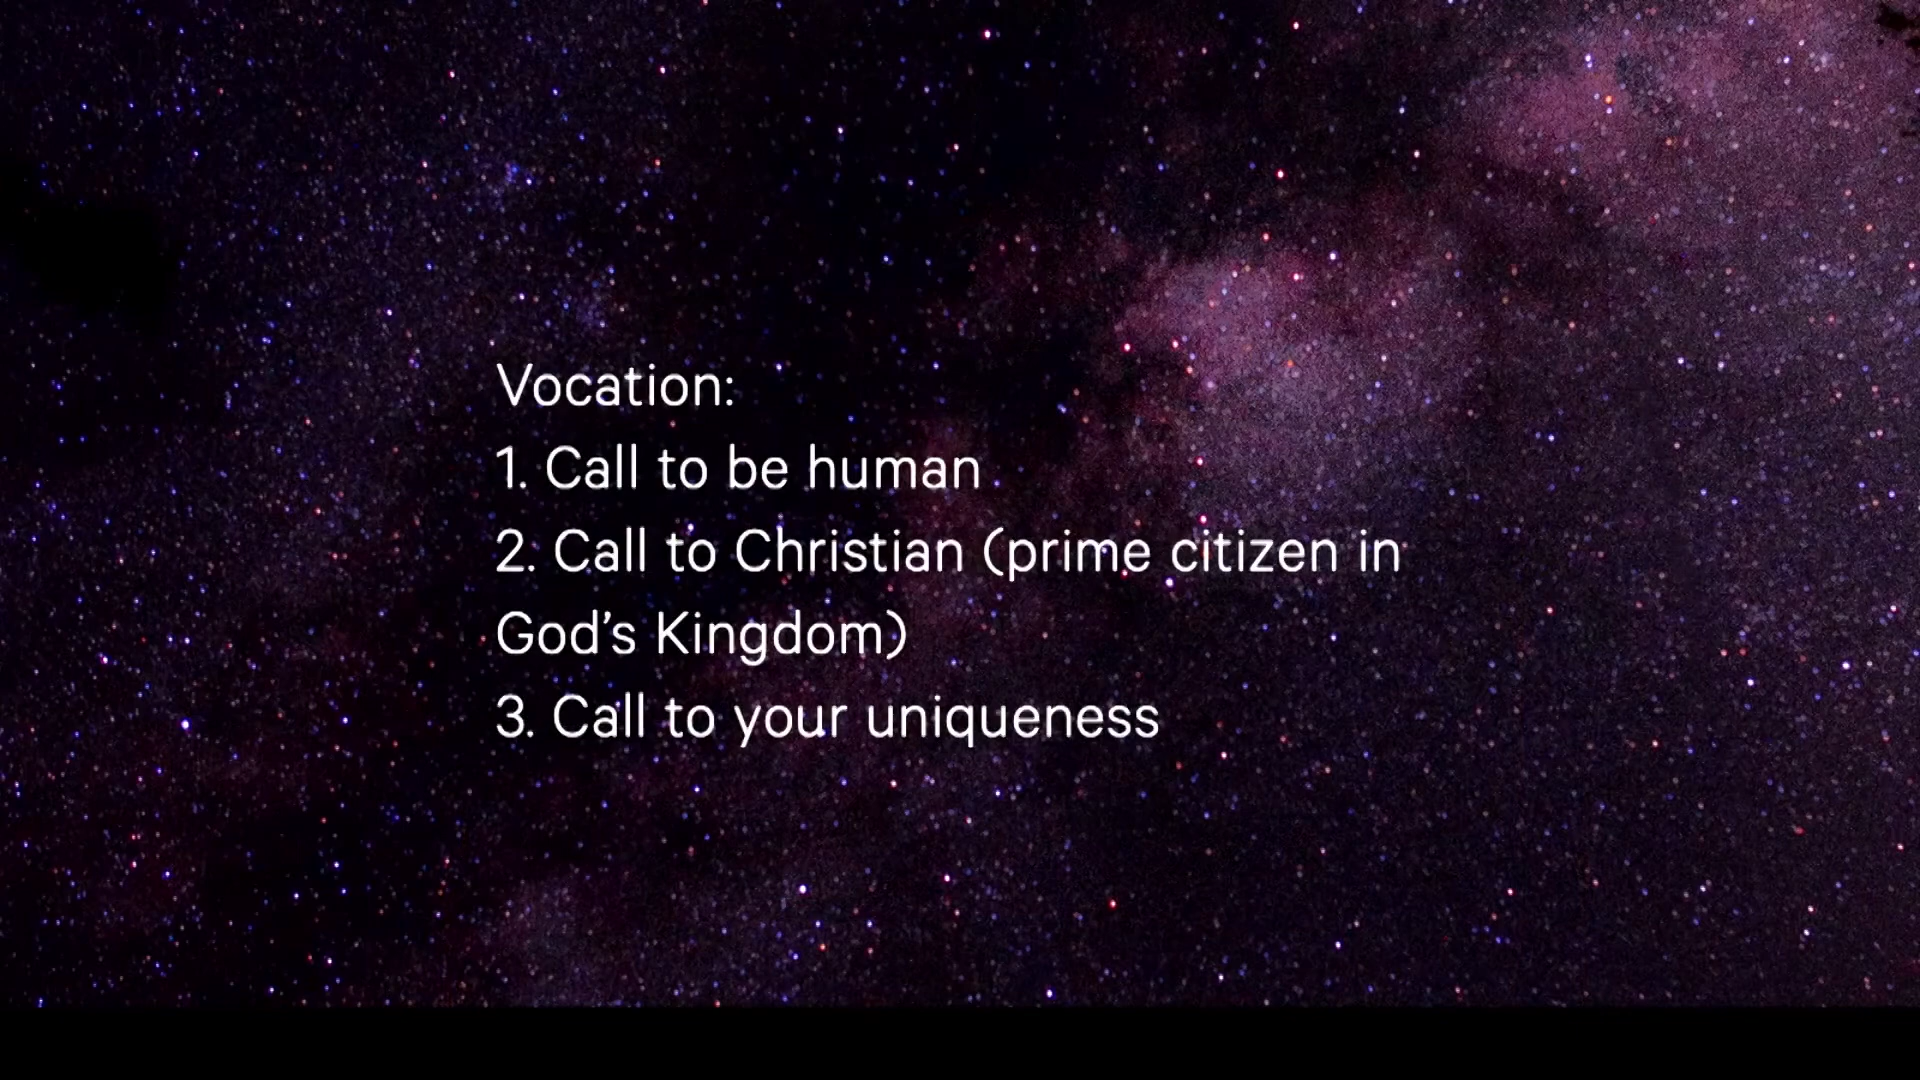 Vocation:
1. Call to be human
2. Call to Christian (prime citizen in
God’s Kingdom)
3. Call to your uniqueness